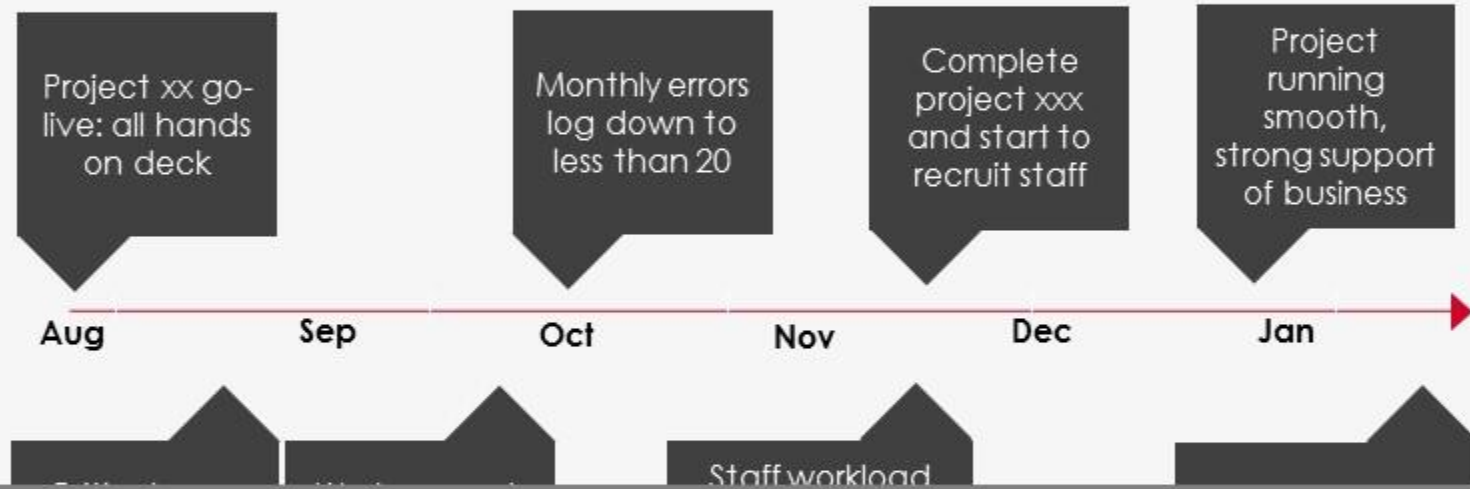 Project xx go-
live: all hands
on deck
Monthly errors
log down to
less than 20
Complete
project xxx
and start to
recruit staff
Project
running
smooth,
strong support
of business
Aug
Sep
Oct
Nov
Dec
Jan
Staff workload